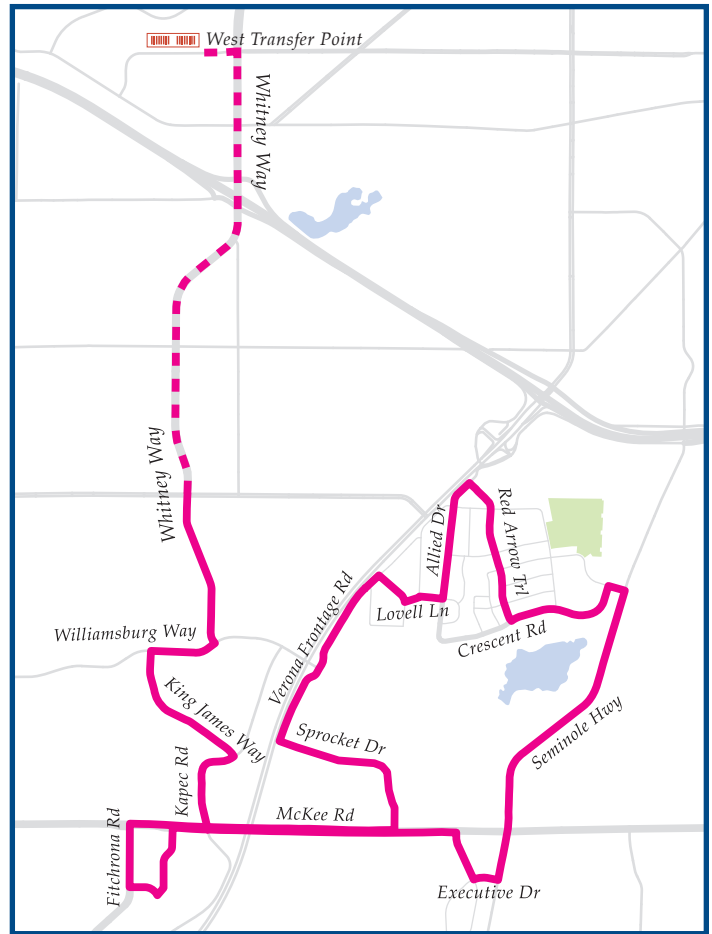 West Transfer Point
Whitney Way
Whitney Way
Red Arrow Trl
Allied Dr
Verona Frontage Rd
Lovell Ln
Crescent Rd
Williamsburg Way
King James Way
Seminole Hwy
Sprocket Dr
Kapec Rd
McKee Rd
Fitchrona Rd
Executive Dr